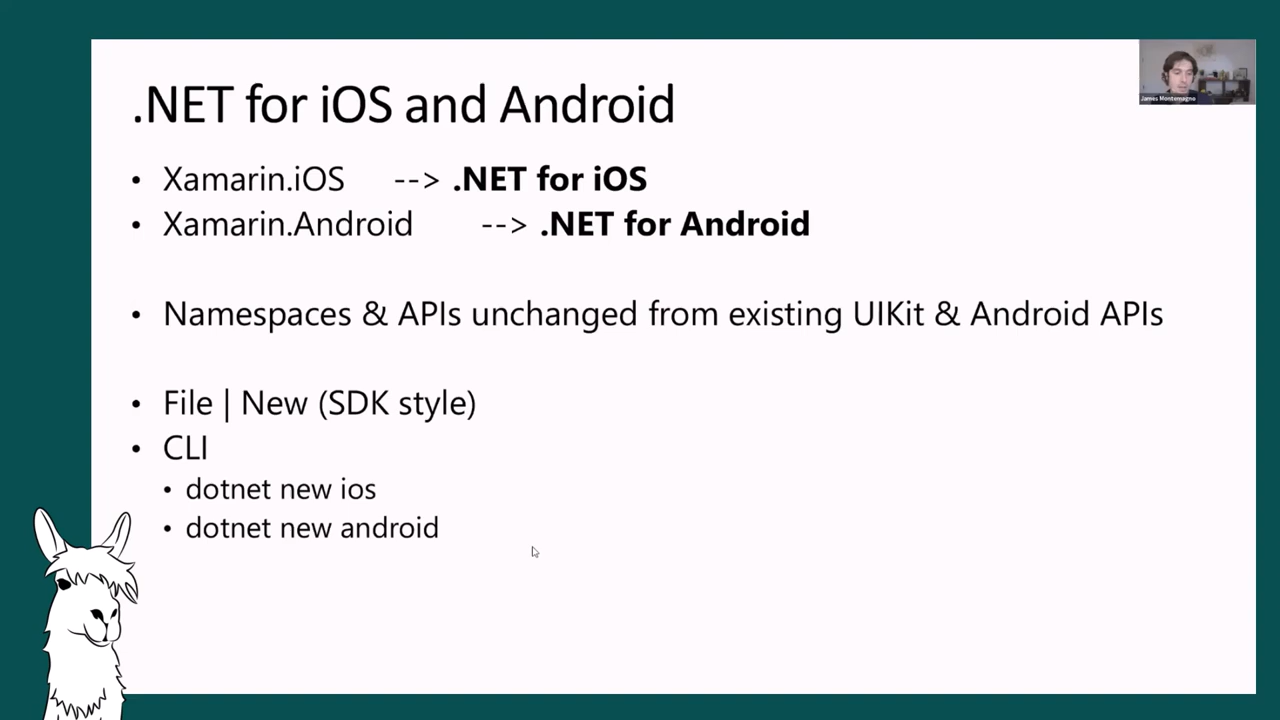 .NET for iOS and Android
James Montemagno
• Xamarin.iOS --> .NET for iOS
• Xamarin.Android --> .NET for Android
• Namespaces & APIs unchanged from existing UIKit & Android APIs
• File | New (SDK style)
• CLI
• dotnet new ios
• dotnet new android